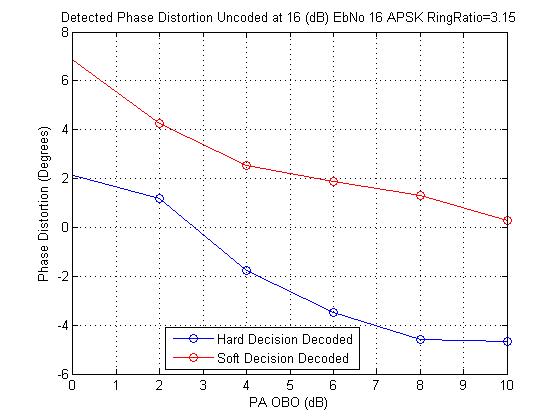 Detected Phase Distortion Uncoded at 16 (dB) EbNo 16 APSK RingRatio=3.15
8
6
4
2
0
-2
-4
-6
Phase Distortion (Degrees)
Hard Decision Decoded
Soft Decision Decoded
0 1 2 3 4 5 6 7 8 9 10
PA OBO (dB)